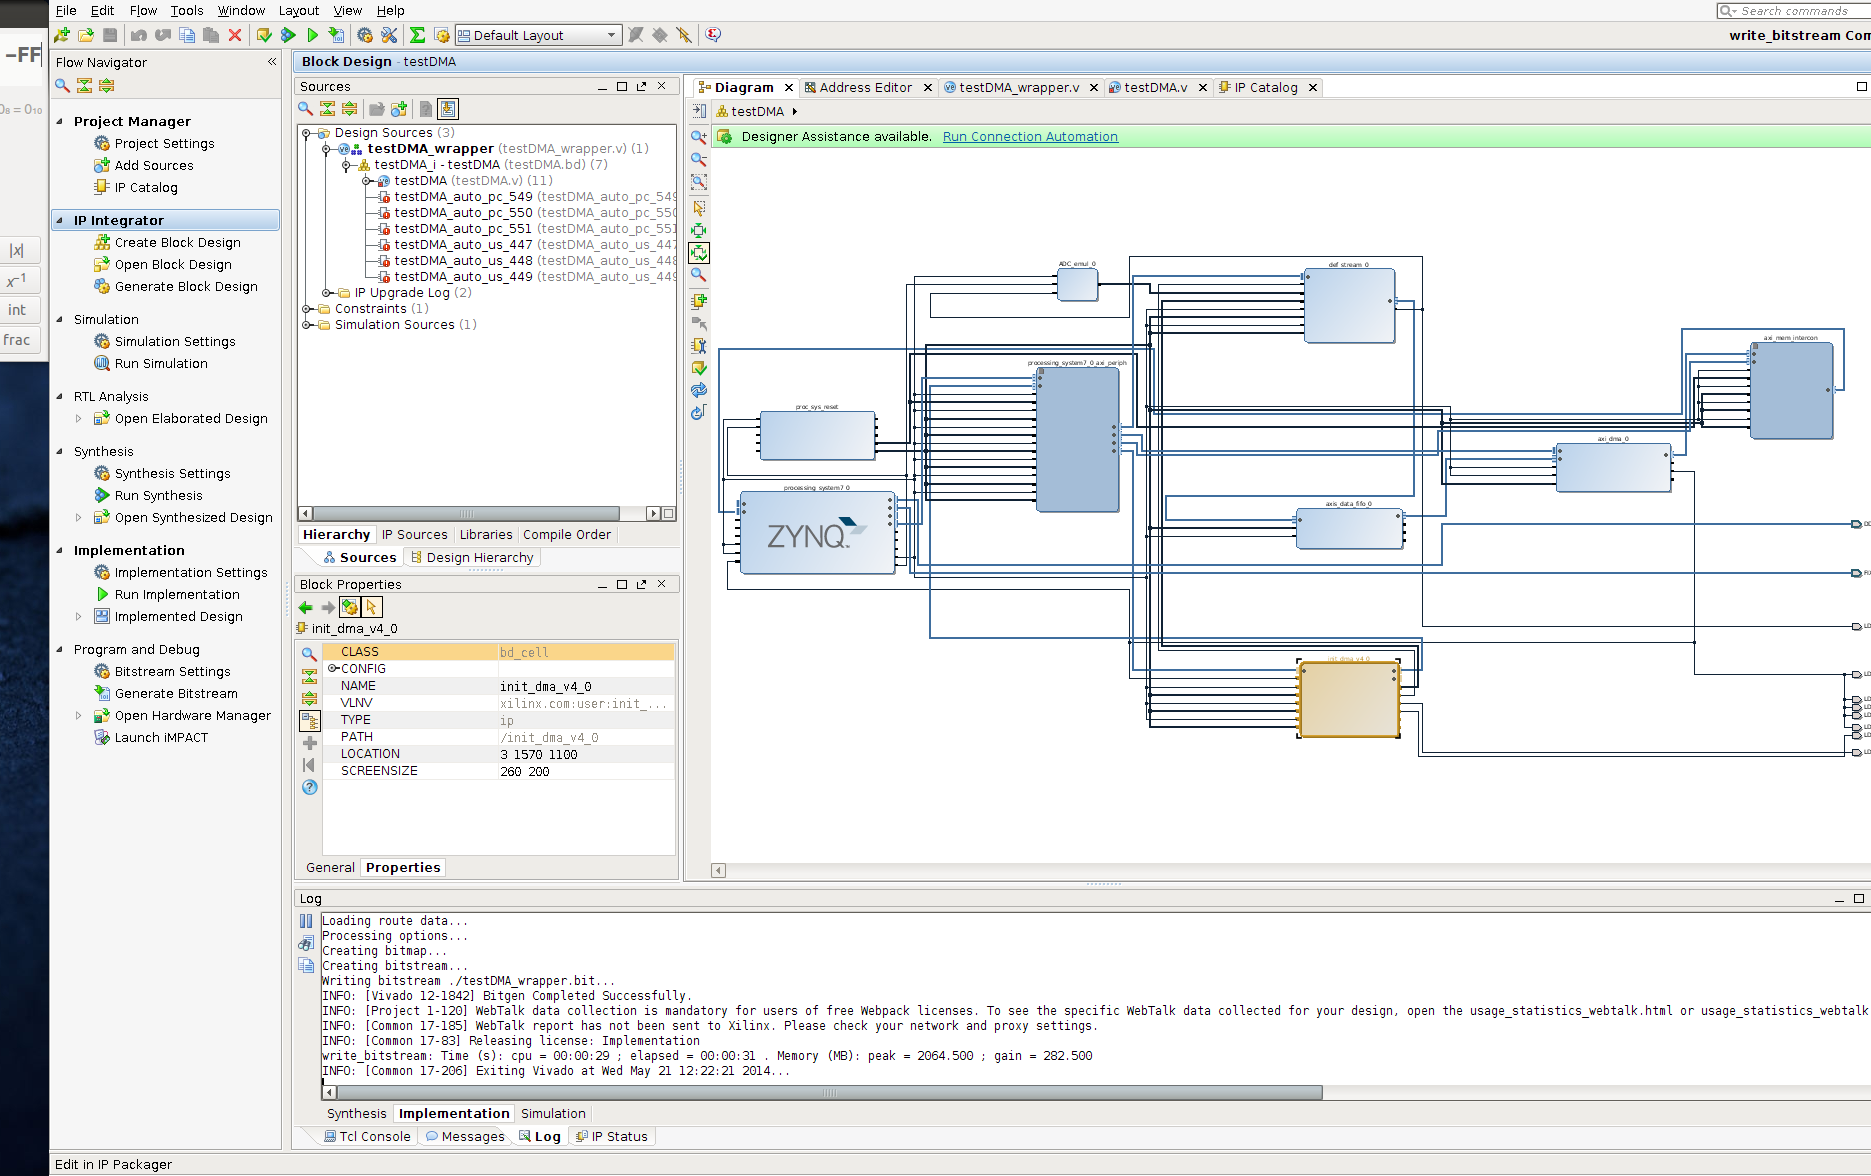 File Edit Flow Tools Window Layout View Help
Search commands
Default Layout
write_bitstream Com
-FF
Flow Navigator
Block Design - testDMA
Sources
Diagram
Address Editor
testDMA_wrapper.v
testDMA.v
IP Catalog
testDMA
Designer Assistance available. Run Connection Automation
Project Manager
Project Settings
Add Sources
IP Catalog
IP Integrator
Create Block Design
Open Block Design
Generate Block Design
Simulation
Simulation Settings
Run Simulation
RTL Analysis
Open Elaborated Design
Synthesis
Synthesis Settings
Run Synthesis
Open Synthesized Design
Implementation
Implementation Settings
Run Implementation
Implemented Design
Program and Debug
Bitstream Settings
Generate Bitstream
Open Hardware Manager
Launch iMPACT
|x|
x⁻¹
int
frac
Design Sources (3)
testDMA_wrapper (testDMA_wrapper.v) (1)
testDMA_i - testDMA (testDMA.bd) (7)
testDMA (testDMA.v) (11)
testDMA_auto_pc_549 (testDMA_auto_pc_549
testDMA_auto_pc_550 (testDMA_auto_pc_550
testDMA_auto_pc_551 (testDMA_auto_pc_551
testDMA_auto_us_447 (testDMA_auto_us_447
testDMA_auto_us_448 (testDMA_auto_us_448
testDMA_auto_us_449 (testDMA_auto_us_449
IP Upgrade Log (2)
Constraints (1)
Simulation Sources (1)
Hierarchy IP Sources Libraries Compile Order
Sources Design Hierarchy
Block Properties
init_dma_v4_0
CLASS bd_cell
CONFIG
NAME init_dma_v4_0
VLNV xilinx.com:user:init_...
TYPE ip
PATH /init_dma_v4_0
LOCATION 3 1570 1100
SCREENSIZE 260 200
General Properties
ADC_emul_0
def_stream_0
processing_system7_0_axi_periph
axi_mem_intercon
proc_sys_reset
axi_dma_0
processing_system7_0
ZYNQ
axis_data_fifo_0
init_dma_v4_0
Log
Loading route data...
Processing options...
Creating bitmap...
Creating bitstream...
Writing bitstream ./testDMA_wrapper.bit...
INFO: [Vivado 12-1842] Bitgen Completed Successfully.
INFO: [Project 1-120] WebTalk data collection is mandatory for users of free Webpack licenses. To see the specific WebTalk data collected for your design, open the usage_statistics_webtalk.html or usage_statistics_webtalk
INFO: [Common 17-185] WebTalk report has not been sent to Xilinx. Please check your network and proxy settings.
INFO: [Common 17-83] Releasing license: Implementation
write_bitstream: Time (s): cpu = 00:00:29 ; elapsed = 00:00:31 . Memory (MB): peak = 2064.500 ; gain = 282.500
INFO: [Common 17-206] Exiting Vivado at Wed May 21 12:22:21 2014...
Synthesis Implementation Simulation
Tcl Console Messages Log IP Status
Edit in IP Packager